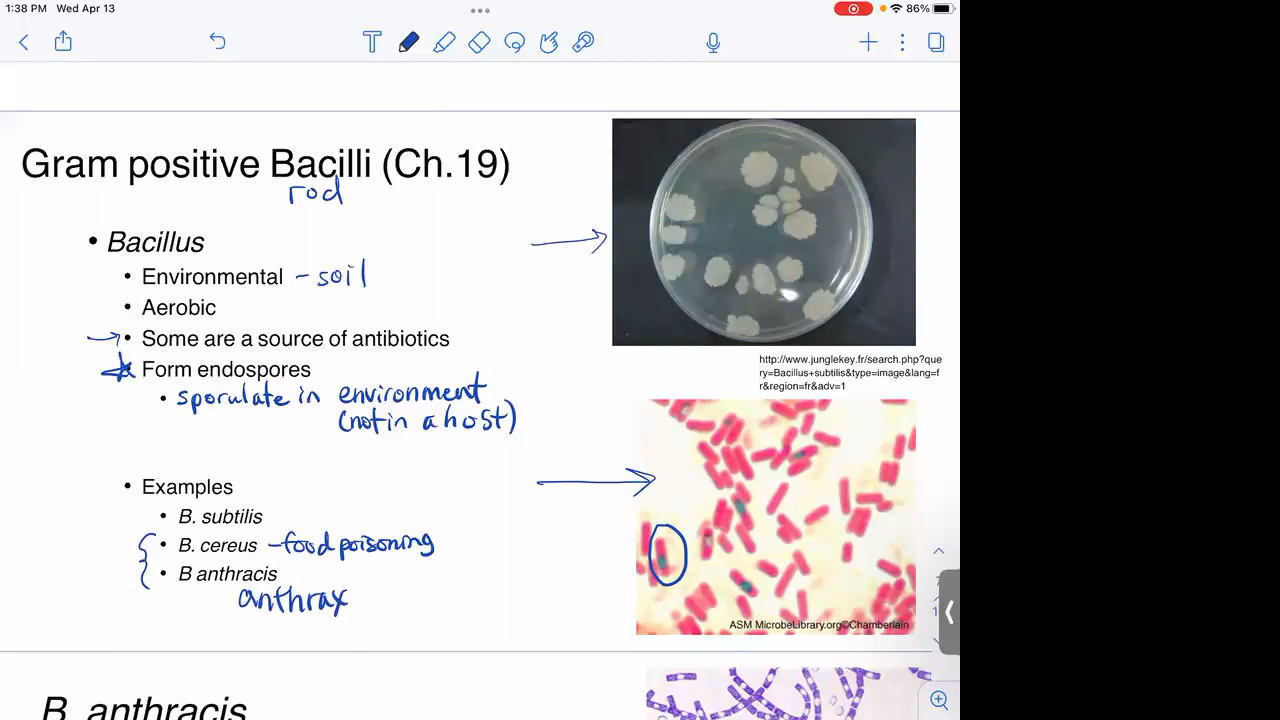 1:38 PM Wed Apr 13
86%
Gram positive Bacilli (Ch.19)
rod
• Bacillus
• Environmental - soil
• Aerobic
• Some are a source of antibiotics
• Form endospores
• sporulate in environment
(not in a host)
• Examples
• B. subtilis
• B. cereus - food poisoning
• B anthracis
anthrax
http://www.junglekey.fr/search.php?que
ry=Bacillus+subtilis&type=image&lang=f
r&region=fr&adv=1
ASM MicrobeLibrary.org©Chamberlain
B. anthracis